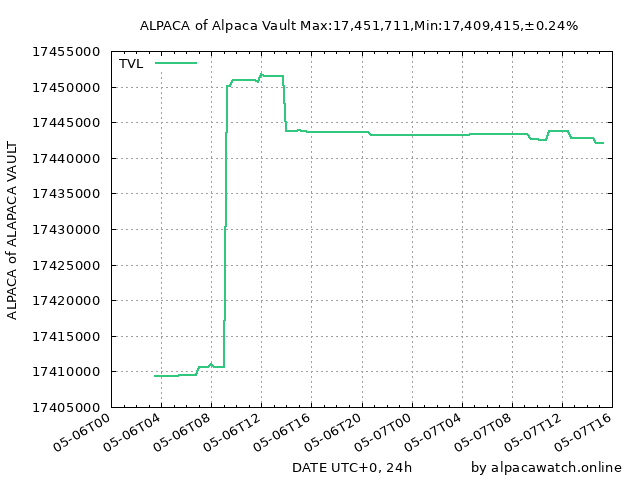 ALPACA of Alpaca Vault Max:17,451,711,Min:17,409,415,±0.24%
TVL
17455000
17450000
17445000
17440000
17435000
17430000
17425000
17420000
17415000
17410000
17405000
ALPACA of ALAPACA VAULT
05-06T00
05-06T04
05-06T08
05-06T12
05-06T16
05-06T20
05-07T00
05-07T04
05-07T08
05-07T12
05-07T16
DATE UTC+0, 24h
by alpacawatch.online